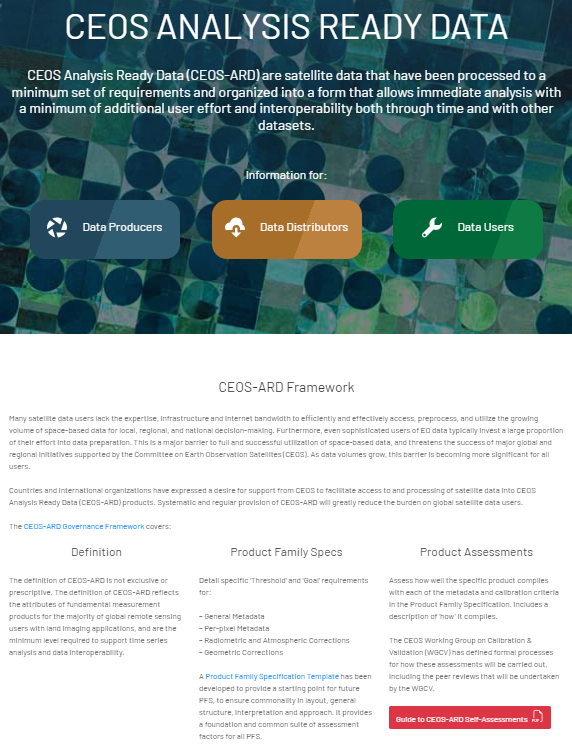 CEOS ANALYSIS READY DATA
CEOS Analysis Ready Data (CEOS-ARD) are satellite data that have been processed to a
minimum set of requirements and organized into a form that allows immediate analysis with
a minimum of additional user effort and interoperability both through time and with other
datasets.
Information for:
Data Producers
Data Distributors
Data Users
CEOS-ARD Framework
Many satellite data users lack the expertise, infrastructure and internet bandwidth to efficiently and effectively access, preprocess, and utilize the growing
volume of space-based data for local, regional, and national decision-making. Furthermore, even sophisticated users of EO data typically invest a large proportion
of their effort into data preparation. This is a major barrier to full and successful utilization of space-based data, and threatens the success of major global and
regional initiatives supported by the Committee on Earth Observation Satellites (CEOS). As data volumes grow, this barrier is becoming more significant for all
users.
Countries and international organizations have expressed a desire for support from CEOS to facilitate access to and processing of satellite data into CEOS
Analysis Ready Data (CEOS-ARD) products. Systematic and regular provision of CEOS-ARD will greatly reduce the burden on global satellite data users.
The CEOS-ARD Governance Framework covers:
Definition
The definition of CEOS-ARD is not exclusive or
prescriptive. The definition of CEOS-ARD reflects
the attributes of fundamental measurement
products for the majority of global remote sensing
users with land imaging applications, and are the
minimum level required to support time series
analysis and data interoperability.
Product Family Specs
Detail specific 'Threshold' and 'Goal' requirements
for:
– General Metadata
– Per-pixel Metadata
– Radiometric and Atmospheric Corrections
– Geometric Corrections
A Product Family Specification Template has been
developed to provide a starting point for future
PFS, to ensure commonality in layout, general
structure, interpretation and approach. It provides
a foundation and common suite of assessment
factors for all PFS.
Product Assessments
Assess how well the specific product complies
with each of the metadata and calibration criteria
in the Product Family Specification. Includes a
description of 'how' it complies.
The CEOS Working Group on Calibration &
Validation (WGCV) has defined formal processes
for how these assessments will be carried out,
including the peer reviews that will be undertaken
by the WGCV.
Guide to CEOS-ARD Self-Assessments